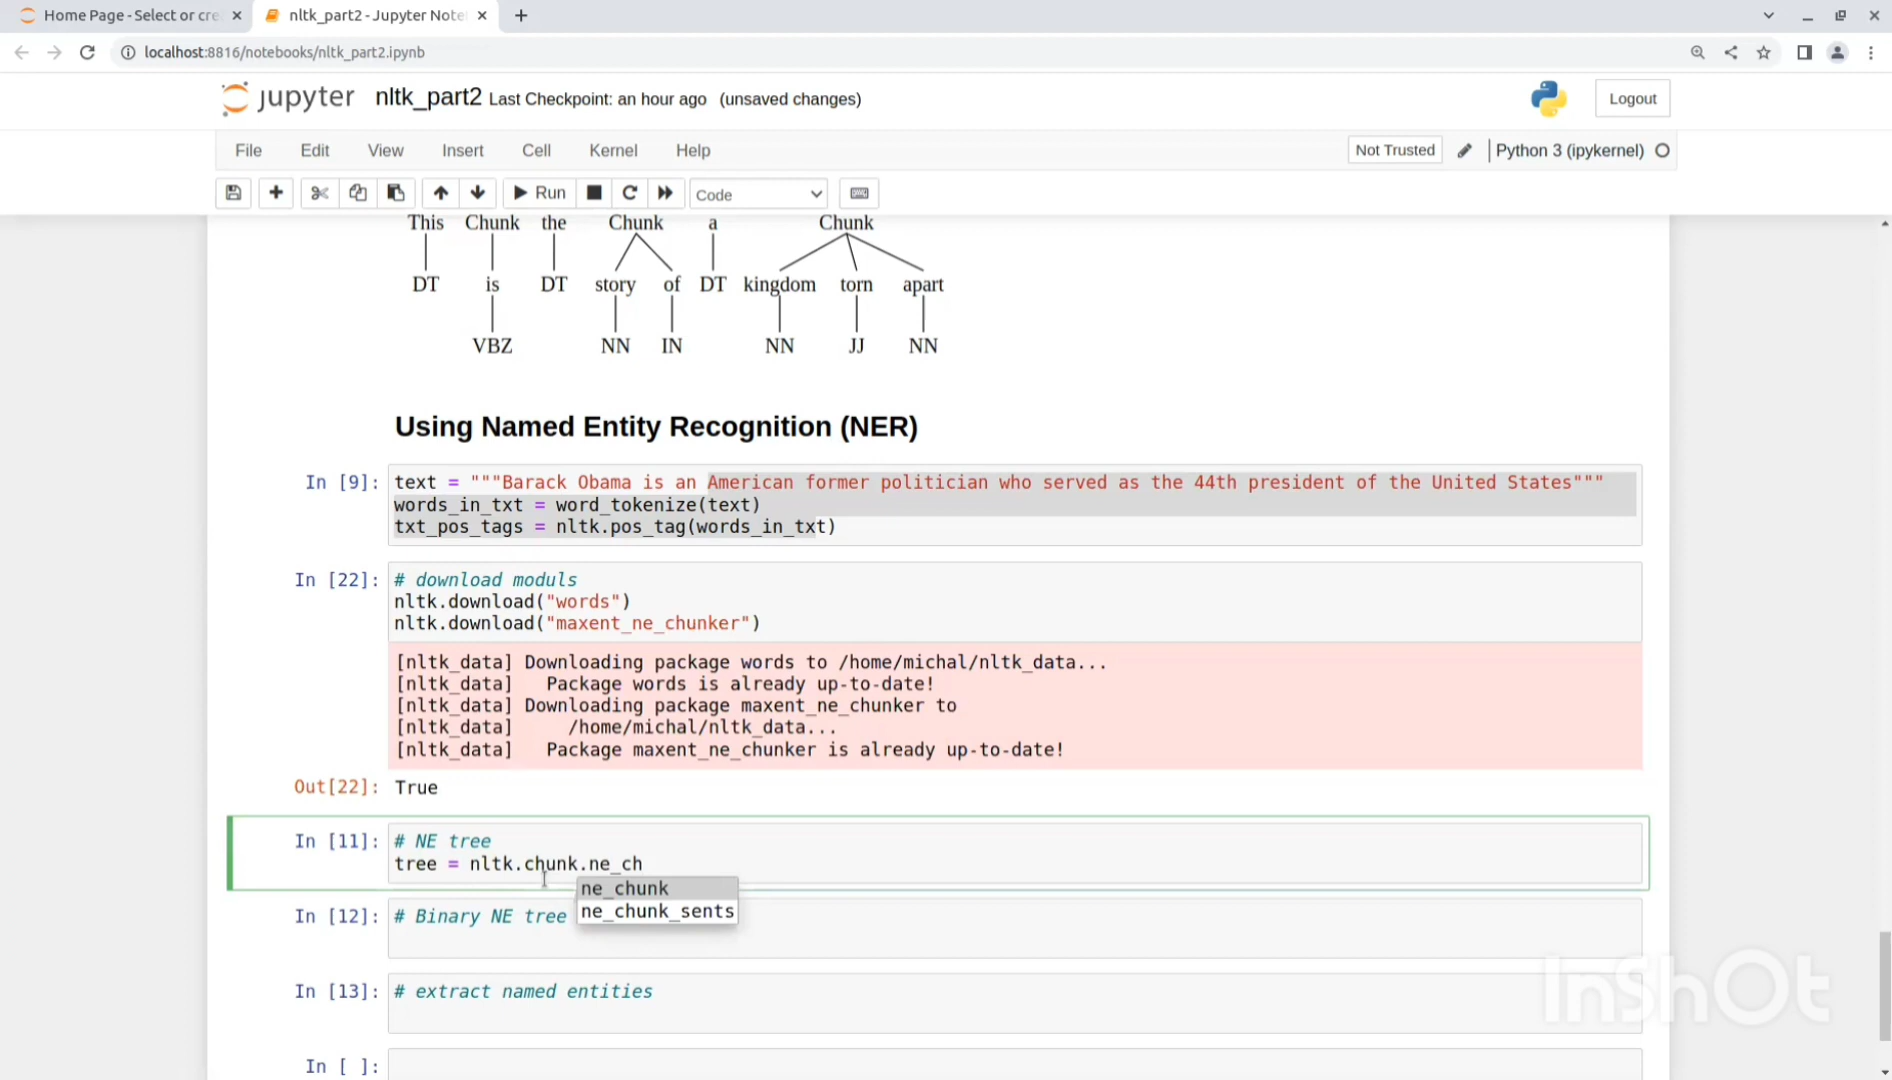 Home Page - Select or cre
nltk_part2 - Jupyter Note
localhost:8816/notebooks/nltk_part2.ipynb
jupyter nltk_part2 Last Checkpoint: an hour ago (unsaved changes)
Logout
File Edit View Insert Cell Kernel Help
Not Trusted Python 3 (ipykernel)
Run Code
This Chunk the Chunk a Chunk
DT is DT story of DT kingdom torn apart
VBZ NN IN NN JJ NN
Using Named Entity Recognition (NER)
In [9]: text = """Barack Obama is an American former politician who served as the 44th president of the United States"""
words_in_txt = word_tokenize(text)
txt_pos_tags = nltk.pos_tag(words_in_txt)
In [22]: # download moduls
nltk.download("words")
nltk.download("maxent_ne_chunker")
[nltk_data] Downloading package words to /home/michal/nltk_data...
[nltk_data]   Package words is already up-to-date!
[nltk_data] Downloading package maxent_ne_chunker to
[nltk_data]     /home/michal/nltk_data...
[nltk_data]   Package maxent_ne_chunker is already up-to-date!
Out[22]: True
In [11]: # NE tree
tree = nltk.chunk.ne_ch
ne_chunk
ne_chunk_sents
In [12]: # Binary NE tree
In [13]: # extract named entities
In [ ]:
InShOt